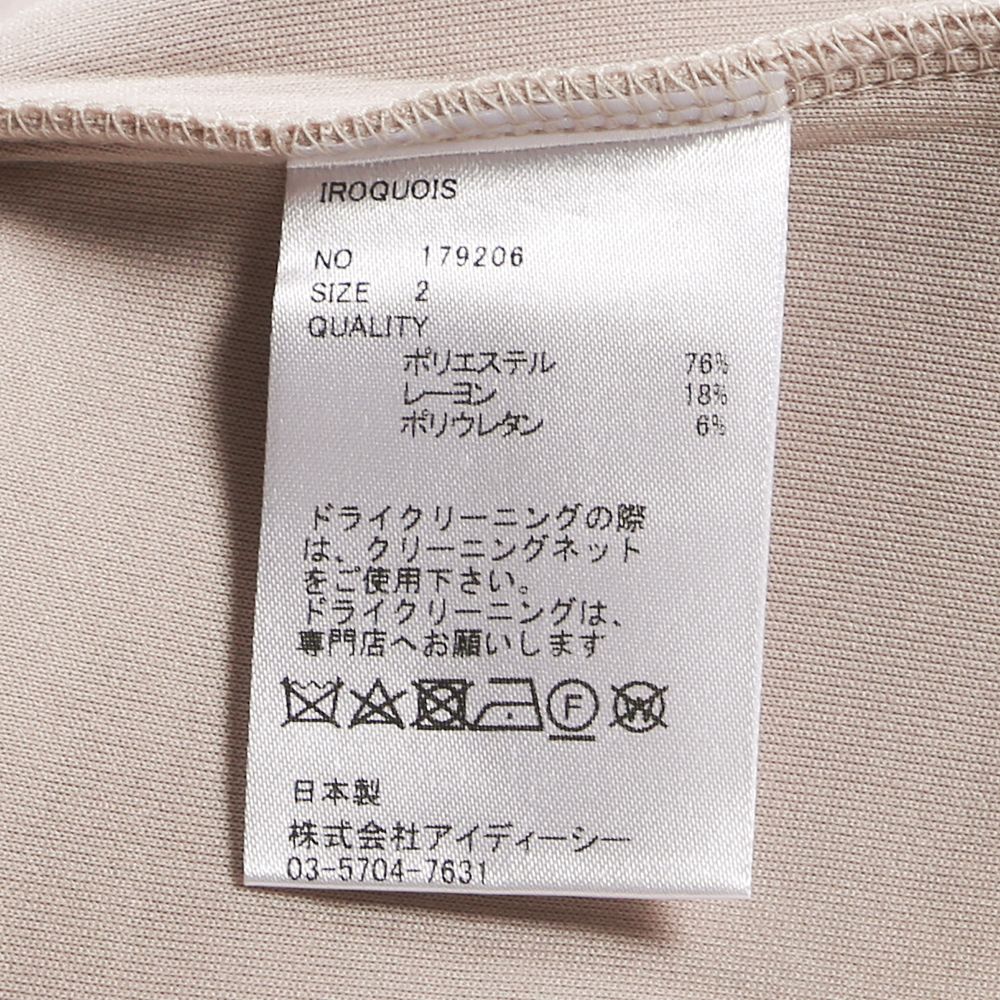 IROQUOIS
NO 179206
SIZE 2
QUALITY
ポリエステル 76%
レーヨン 18%
ポリウレタン 6%
ドライクリーニングの際
は、クリーニングネット
をご使用下さい。
ドライクリーニングは、
専門店へお願いします
F W
日本製
株式会社アイディーシー
03-5704-7631